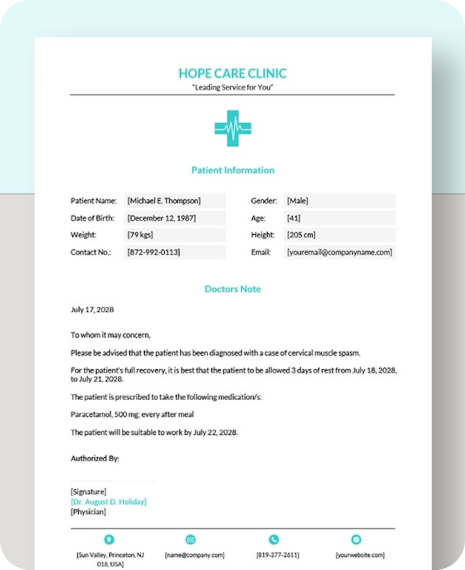 HOPE CARE CLINIC
"Leading Service for You"
Patient Information
Patient Name: [Michael E. Thompson] Gender: [Male]
Date of Birth: [December 12, 1987] Age: [41]
Weight: [79 kgs] Height: [205 cm]
Contact No.: [872-992-0113] Email: [youremail@companyname.com]
Doctors Note
July 17, 2028
To whom it may concern,
Please be advised that the patient has been diagnosed with a case of cervical muscle spasm.
For the patient's full recovery, it is best that the patient to be allowed 3 days of rest from July 18, 2028,
to July 21, 2028.
The patient is prescribed to take the following medication/s:
Paracetamol, 500 mg; every after meal
The patient will be suitable to work by July 22, 2028.
Authorized By:
[Signature]
[Dr. August D. Holiday]
[Physician]
[Sun Valley, Princeton, NJ [name@company.com] [819-277-2611] [yourwebsite.com]
018, USA]